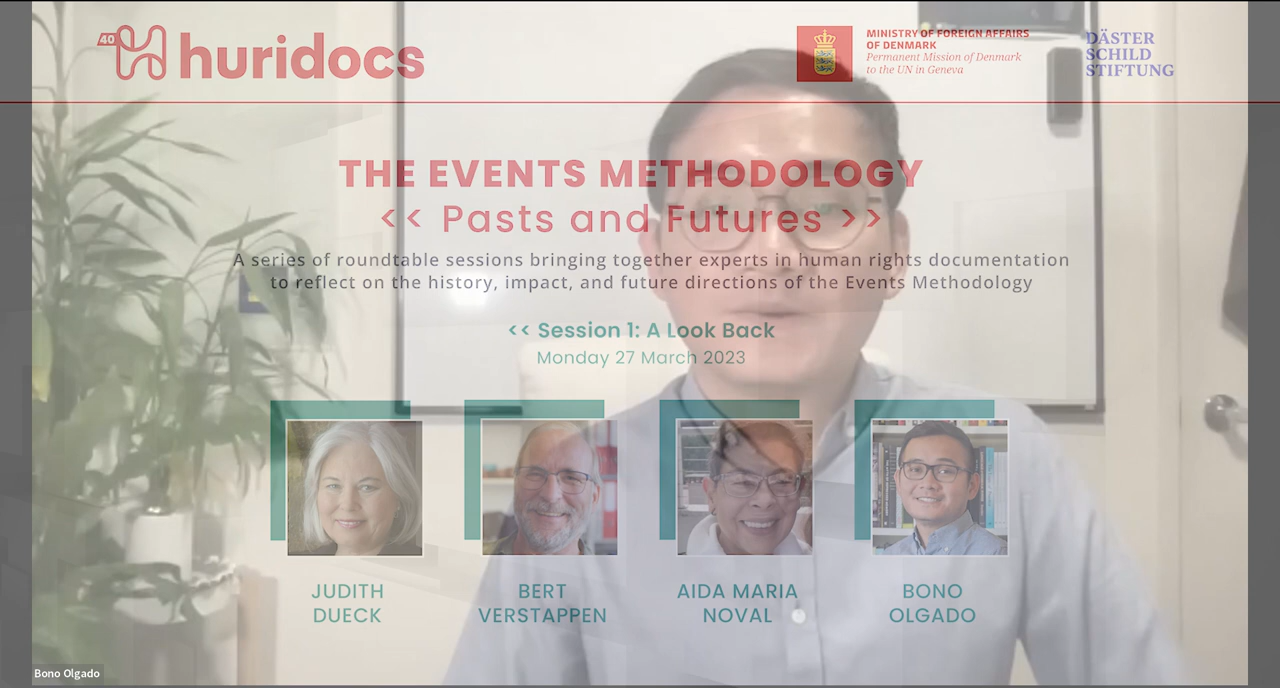 40 huridocs
MINISTRY OF FOREIGN AFFAIRS
OF DENMARK
Permanent Mission of Denmark
to the UN in Geneva
DÄSTER
SCHILD
STIFTUNG
THE EVENTS METHODOLOGY
<< Pasts and Futures >>
A series of roundtable sessions bringing together experts in human rights documentation
to reflect on the history, impact, and future directions of the Events Methodology
<< Session 1: A Look Back
Monday 27 March 2023
JUDITH
DUECK
BERT
VERSTAPPEN
AIDA MARIA
NOVAL
BONO
OLGADO
Bono Olgado